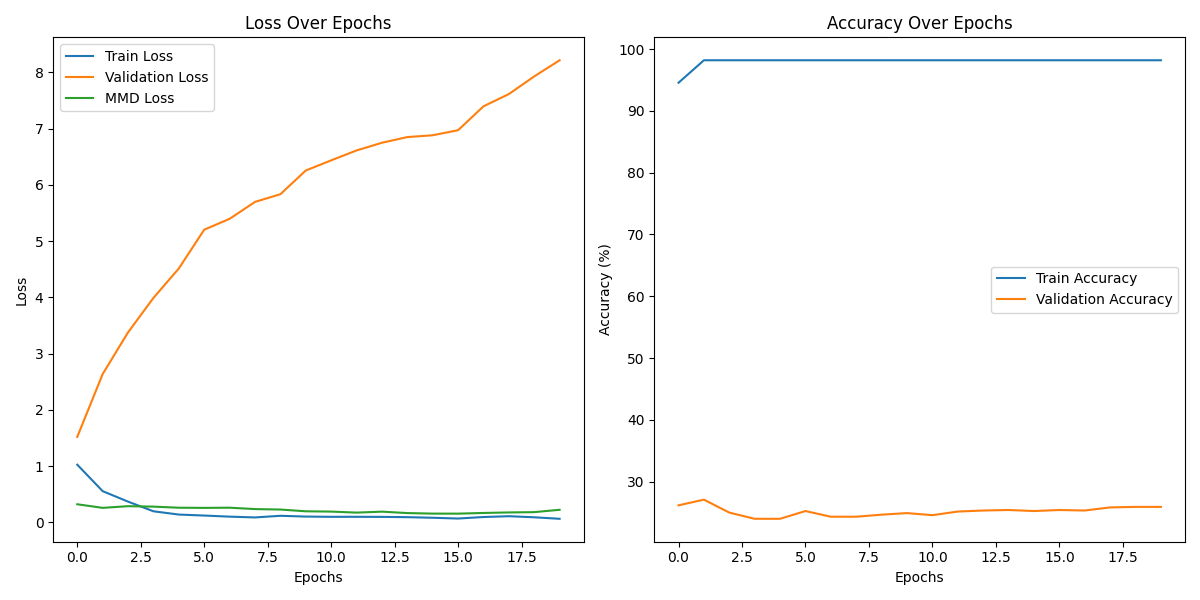 Loss Over Epochs
Train Loss
Validation Loss
MMD Loss
8
7
6
5
4
3
2
1
0
Loss
0.0 2.5 5.0 7.5 10.0 12.5 15.0 17.5
Epochs
Accuracy Over Epochs
100
90
80
70
60
50
40
30
Accuracy (%)
Train Accuracy
Validation Accuracy
0.0 2.5 5.0 7.5 10.0 12.5 15.0 17.5
Epochs